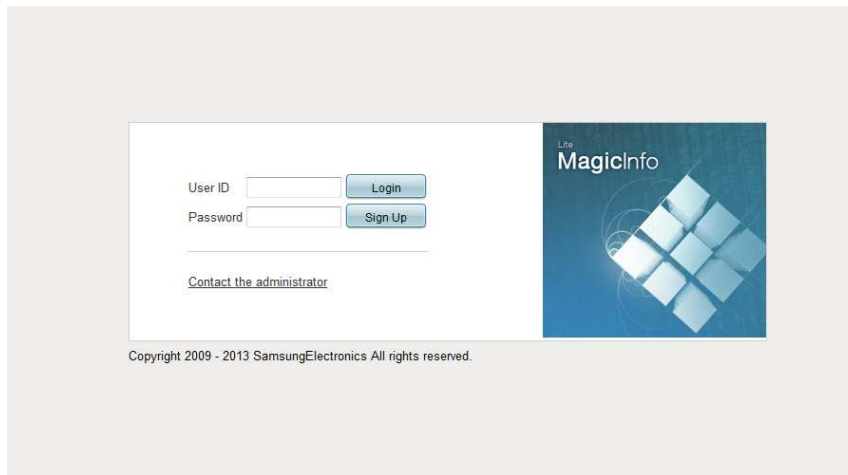 Lite
MagicInfo
User ID
Login
Password
Sign Up
Contact the administrator
Copyright 2009 - 2013 SamsungElectronics All rights reserved.